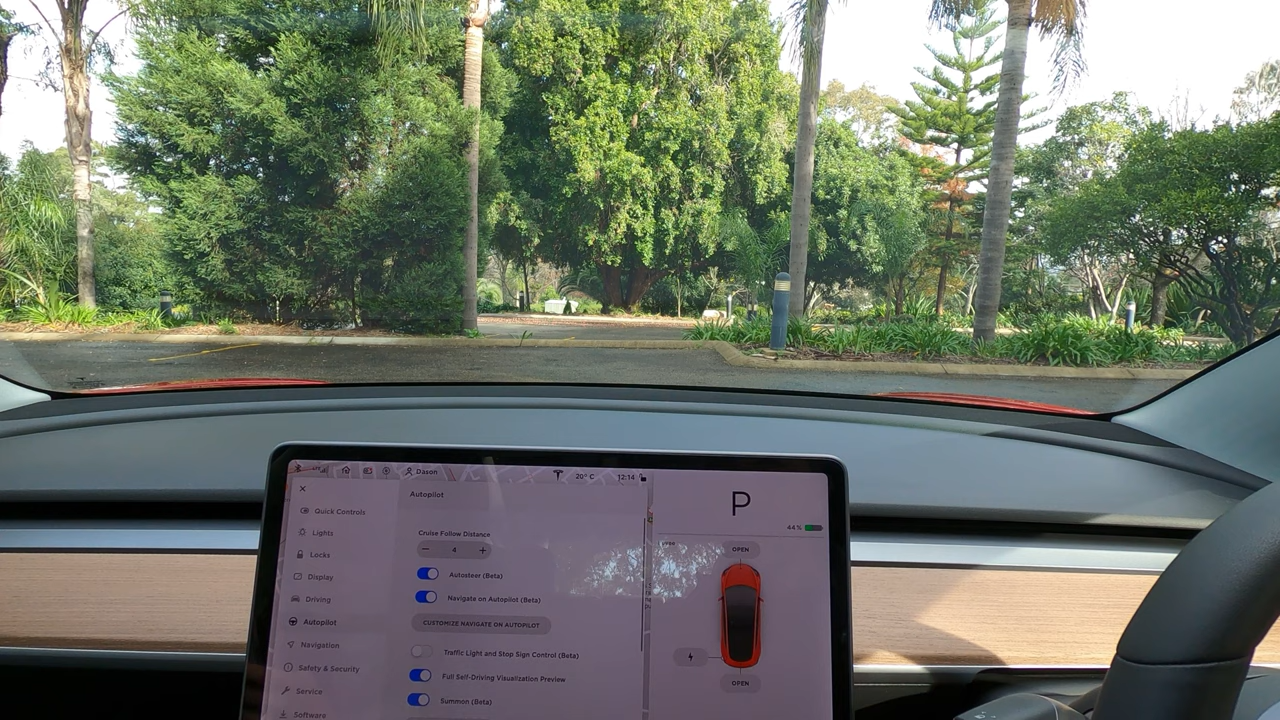 LTE Dason 20°C 12:14
Autopilot
Quick Controls
Lights
Locks
Display
Driving
Autopilot
Navigation
Safety & Security
Service
Software
Cruise Follow Distance
4
Autosteer (Beta)
Navigate on Autopilot (Beta)
CUSTOMIZE NAVIGATE ON AUTOPILOT
Traffic Light and Stop Sign Control (Beta)
Full Self-Driving Visualization Preview
Summon (Beta)
P
44%
OPEN
OPEN